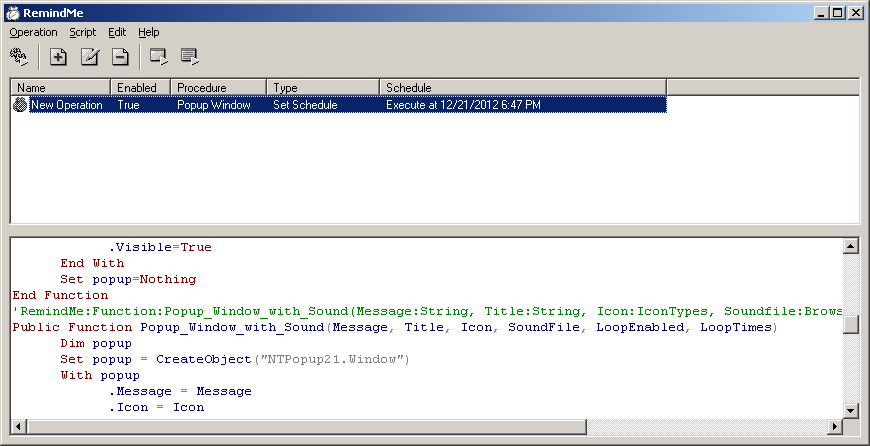 RemindMe
Operation Script Edit Help
Name Enabled Procedure Type Schedule
New Operation True Popup Window Set Schedule Execute at 12/21/2012 6:47 PM
.Visible=True
End With
Set popup=Nothing
End Function
'RemindMe:Function:Popup_Window_with_Sound(Message:String, Title:String, Icon:IconTypes, Soundfile:Brows
Public Function Popup_Window_with_Sound(Message, Title, Icon, SoundFile, LoopEnabled, LoopTimes)
Dim popup
Set popup = CreateObject("NTPopup21.Window")
With popup
.Message = Message
.Icon = Icon